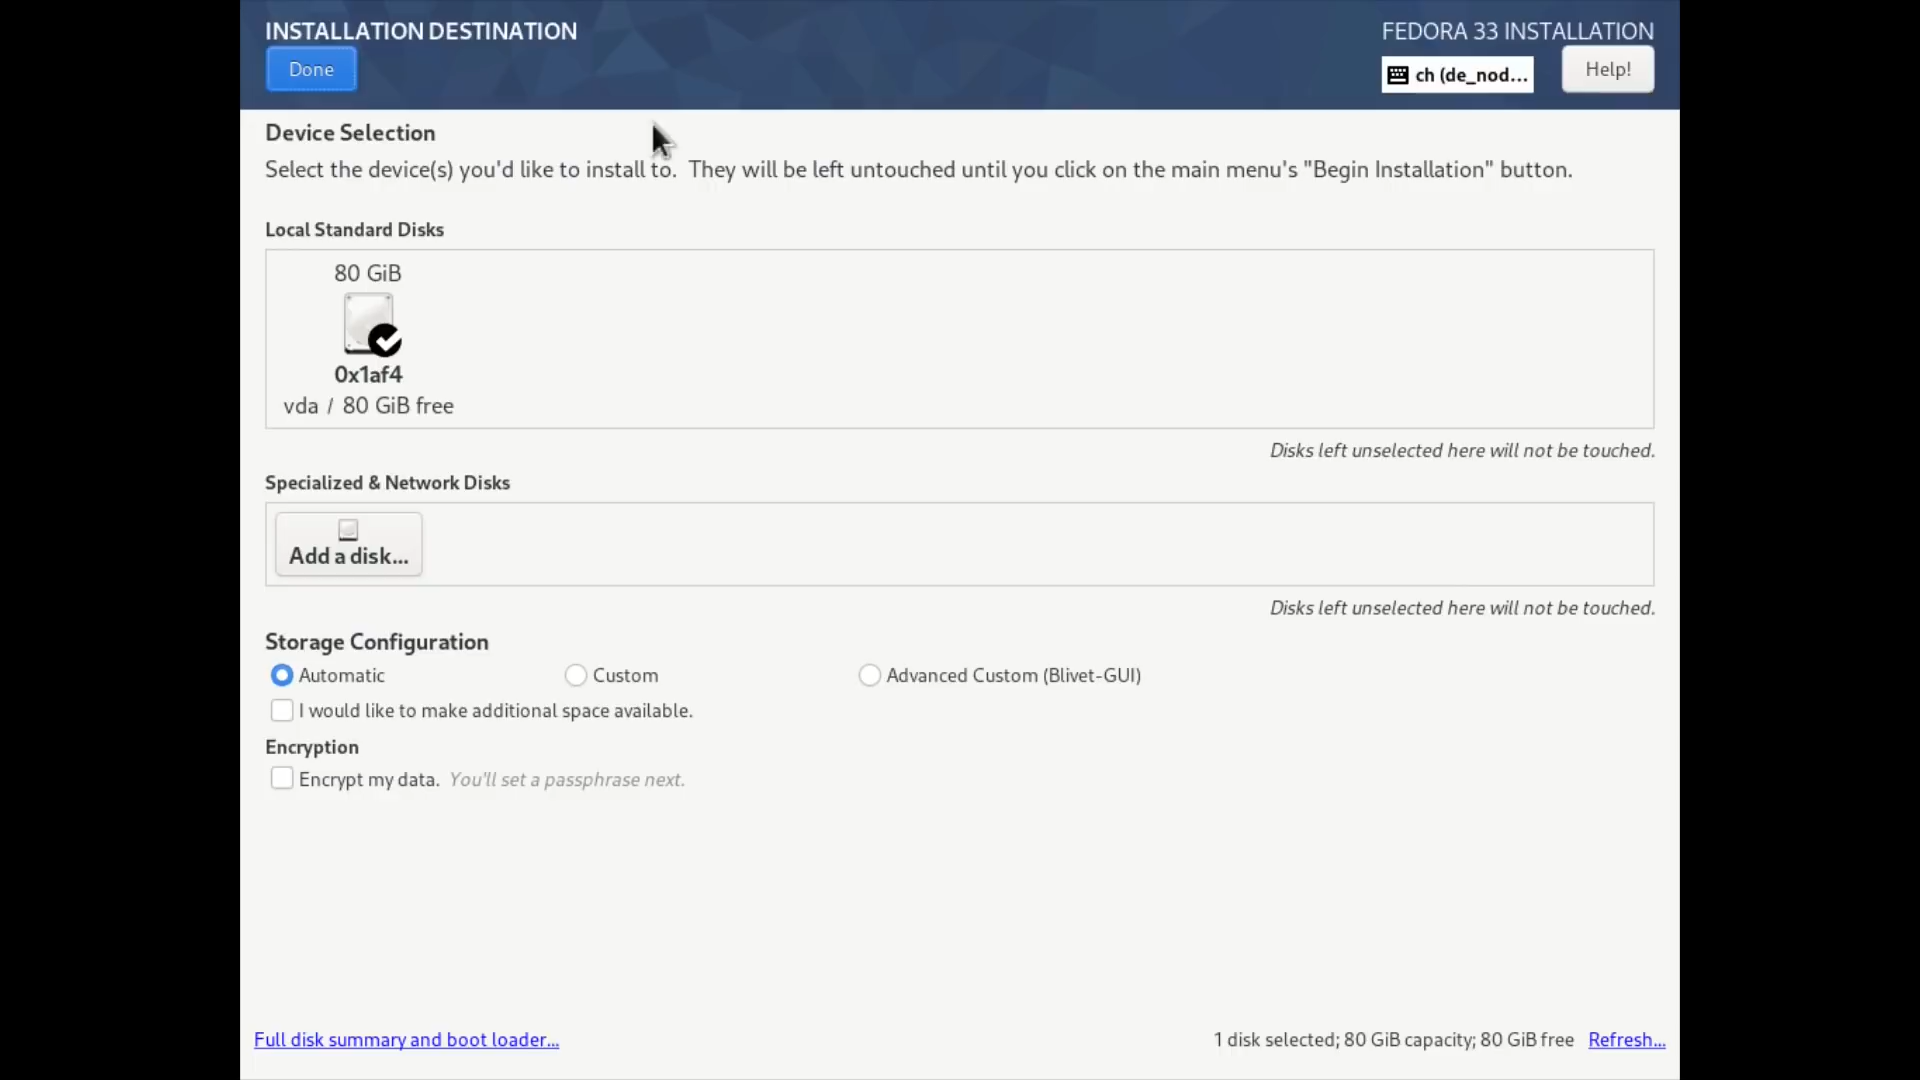 INSTALLATION DESTINATION
FEDORA 33 INSTALLATION
Done
ch (de_nod...
Help!
Device Selection
Select the device(s) you'd like to install to. They will be left untouched until you click on the main menu's "Begin Installation" button.
Local Standard Disks
80 GiB
0x1af4
vda / 80 GiB free
Disks left unselected here will not be touched.
Specialized & Network Disks
Add a disk...
Disks left unselected here will not be touched.
Storage Configuration
Automatic
Custom
Advanced Custom (Blivet-GUI)
I would like to make additional space available.
Encryption
Encrypt my data. You'll set a passphrase next.
Full disk summary and boot loader...
1 disk selected; 80 GiB capacity; 80 GiB free Refresh...